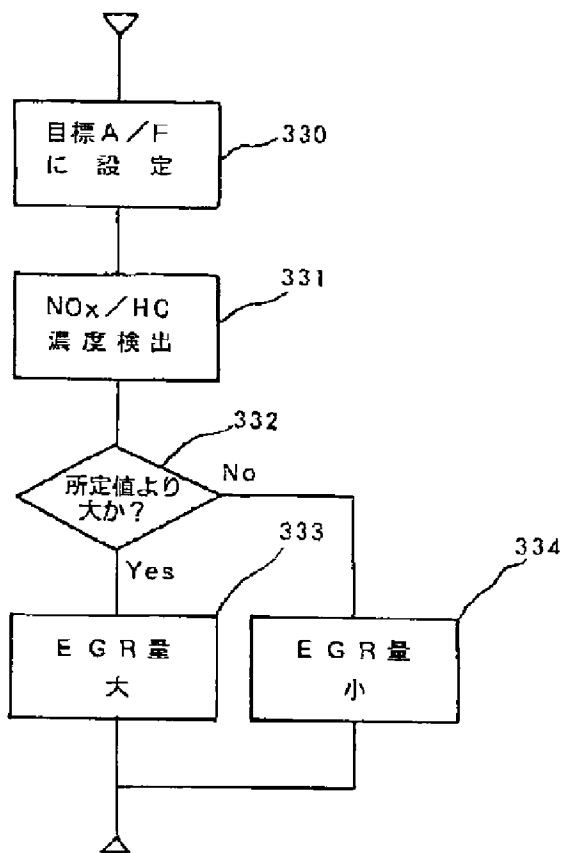 目標A／F
に 設 定
330
NOx／HC
濃度検出
331
332
所定値より
大か？
No
Yes
333
EGR量
大
334
EGR量
小